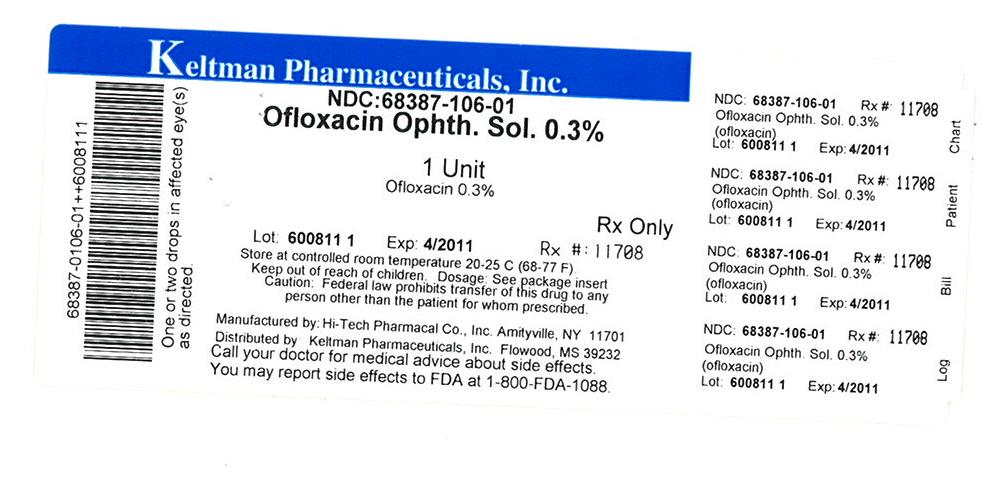 Keltman Pharmaceuticals, Inc.
NDC:68387-106-01
Ofloxacin Ophth. Sol. 0.3%
1 Unit
Ofloxacin 0.3%
Rx Only
Lot: 600811 1 Exp: 4/2011 Rx #: 11708
Store at controlled room temperature 20-25 C (68-77 F).
Keep out of reach of children. Dosage: See package insert
Caution: Federal law prohibits transfer of this drug to any
person other than the patient for whom prescribed.
Manufactured by: Hi-Tech Pharmacal Co., Inc. Amityville, NY 11701
Distributed by Keltman Pharmaceuticals, Inc. Flowood, MS 39232
Call your doctor for medical advice about side effects.
You may report side effects to FDA at 1-800-FDA-1088.
68387-0106-01++6008111
One or two drops in affected eye(s)
as directed.
NDC: 68387-106-01 Rx #: 11708
Ofloxacin Ophth. Sol. 0.3%
(ofloxacin)
Lot: 600811 1 Exp: 4/2011
Chart
NDC: 68387-106-01 Rx #: 11708
Ofloxacin Ophth. Sol. 0.3%
(ofloxacin)
Lot: 600811 1 Exp: 4/2011
Patient
NDC: 68387-106-01 Rx #: 11708
Ofloxacin Ophth. Sol. 0.3%
(ofloxacin)
Lot: 600811 1 Exp: 4/2011
Bill
NDC: 68387-106-01 Rx #: 11708
Ofloxacin Ophth. Sol. 0.3%
(ofloxacin)
Lot: 600811 1 Exp: 4/2011
Log